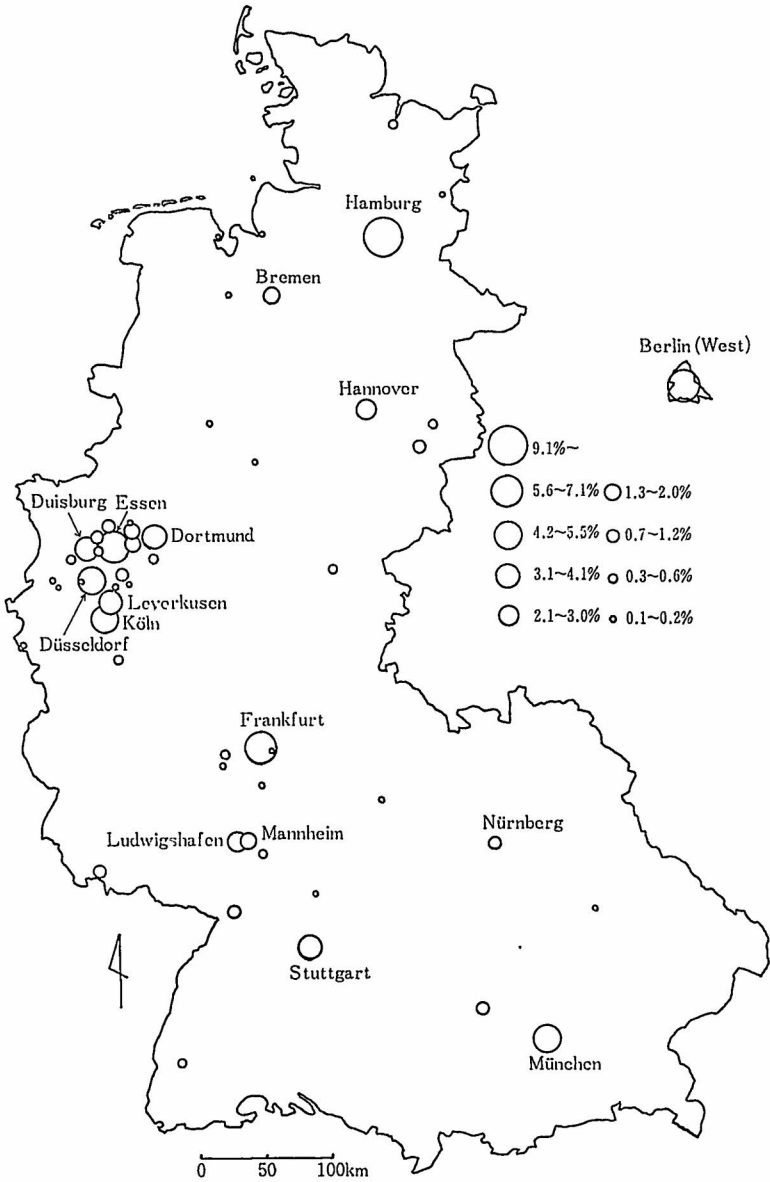 Hamburg
Bremen
Berlin (West)
Hannover
9.1%~
Duisburg Essen
5.6~7.1% 1.3~2.0%
Dortmund
4.2~5.5% 0.7~1.2%
3.1~4.1% 0.3~0.6%
Leverkusen
2.1~3.0% 0.1~0.2%
Köln
Düsseldorf
Frankfurt
Nürnberg
Ludwigshafen Mannheim
Stuttgart
München
0 50 100km